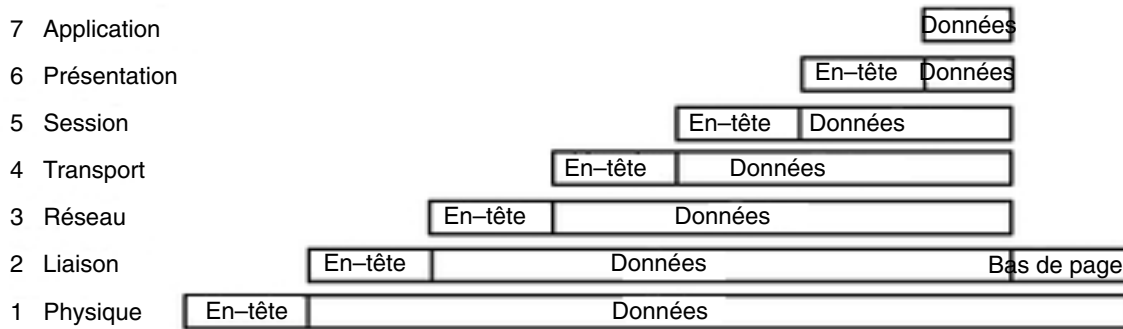 7 Application Données
6 Présentation En–tête Données
5 Session En–tête Données
4 Transport En–tête Données
3 Réseau En–tête Données
2 Liaison En–tête Données Bas de page
1 Physique En–tête Données